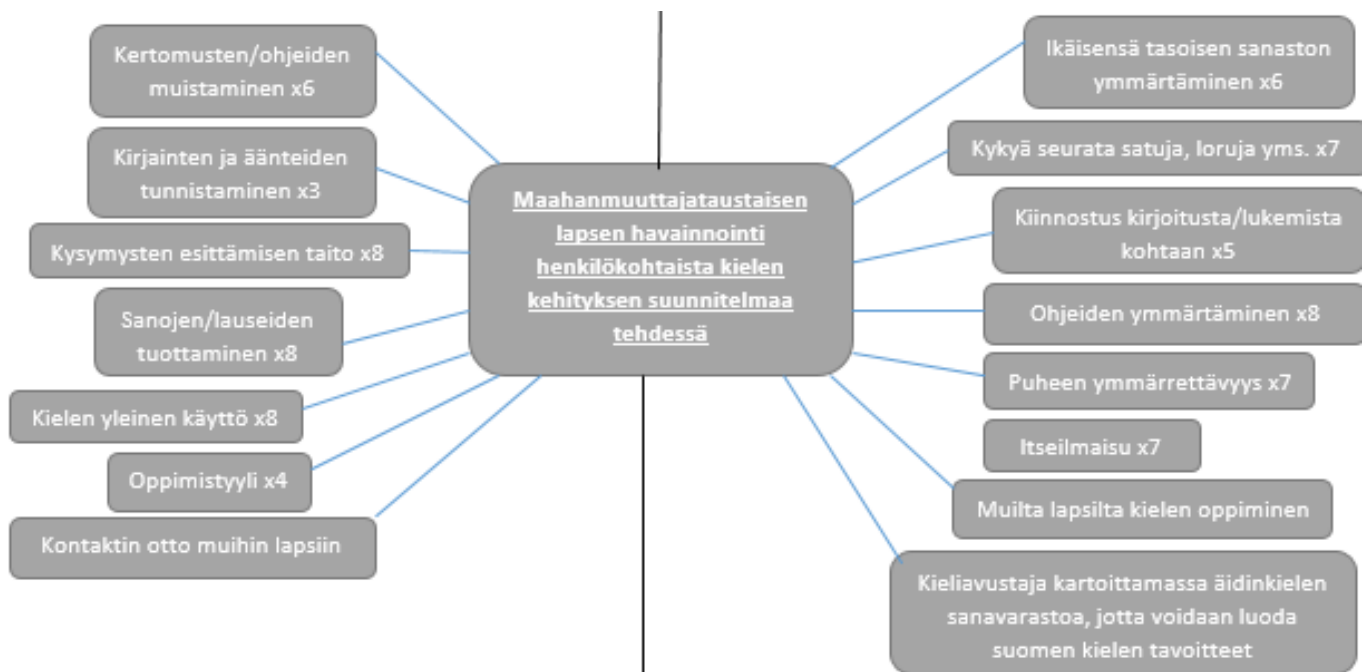 Kertomusten/ohjeiden
muistaminen x6
Kirjainten ja äänteiden
tunnistaminen x3
Kysymysten esittämisen taito x8
Sanojen/lauseiden
tuottaminen x8
Kielen yleinen käyttö x8
Oppimistyyli x4
Kontaktin otto muihin lapsiin
Maahanmuuttajataustaisen
lapsen havainnointi
henkilökohtaista kielen
kehityksen suunnitelmaa
tehdessä
Ikäisensä tasoisen sanaston
ymmärtäminen x6
Kykyä seurata satuja, loruja yms. x7
Kiinnostus kirjoitusta/lukemista
kohtaan x5
Ohjeiden ymmärtäminen x8
Puheen ymmärrettävyys x7
Itseilmaisu x7
Muilta lapsilta kielen oppiminen
Kieliavustaja kartoittamassa äidinkielen
sanavarastoa, jotta voidaan luoda
suomen kielen tavoitteet